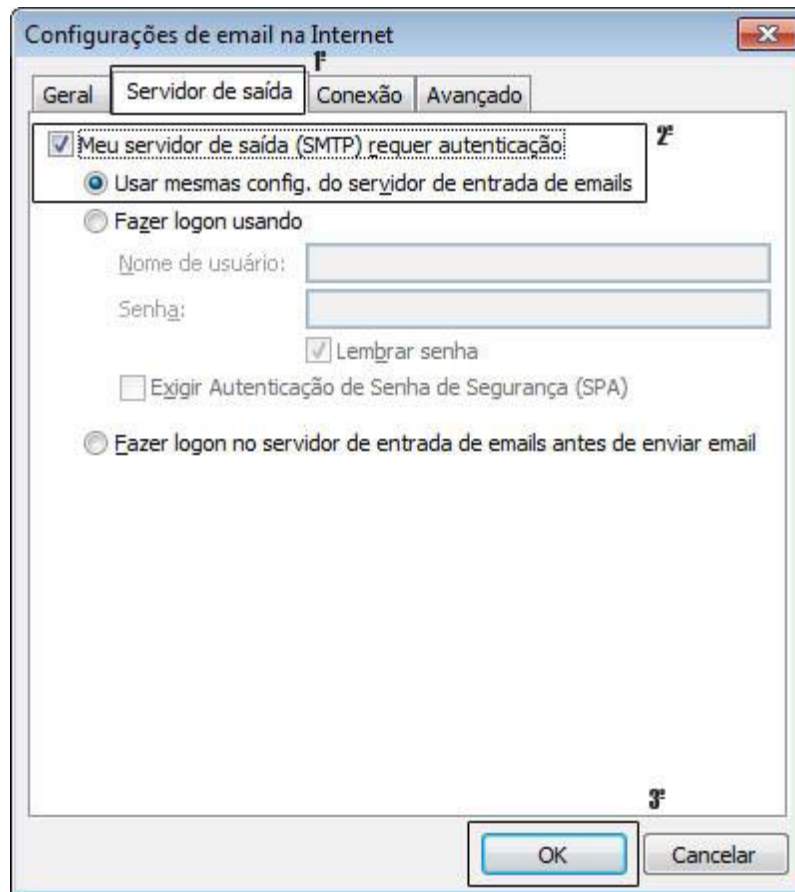 Configurações de email na Internet
1º
Geral Servidor de saída Conexão Avançado
Meu servidor de saída (SMTP) requer autenticação 2º
Usar mesmas config. do servidor de entrada de emails
Fazer logon usando
Nome de usuário:
Senha:
Lembrar senha
Exigir Autenticação de Senha de Segurança (SPA)
Fazer logon no servidor de entrada de emails antes de enviar email
3º
OK Cancelar